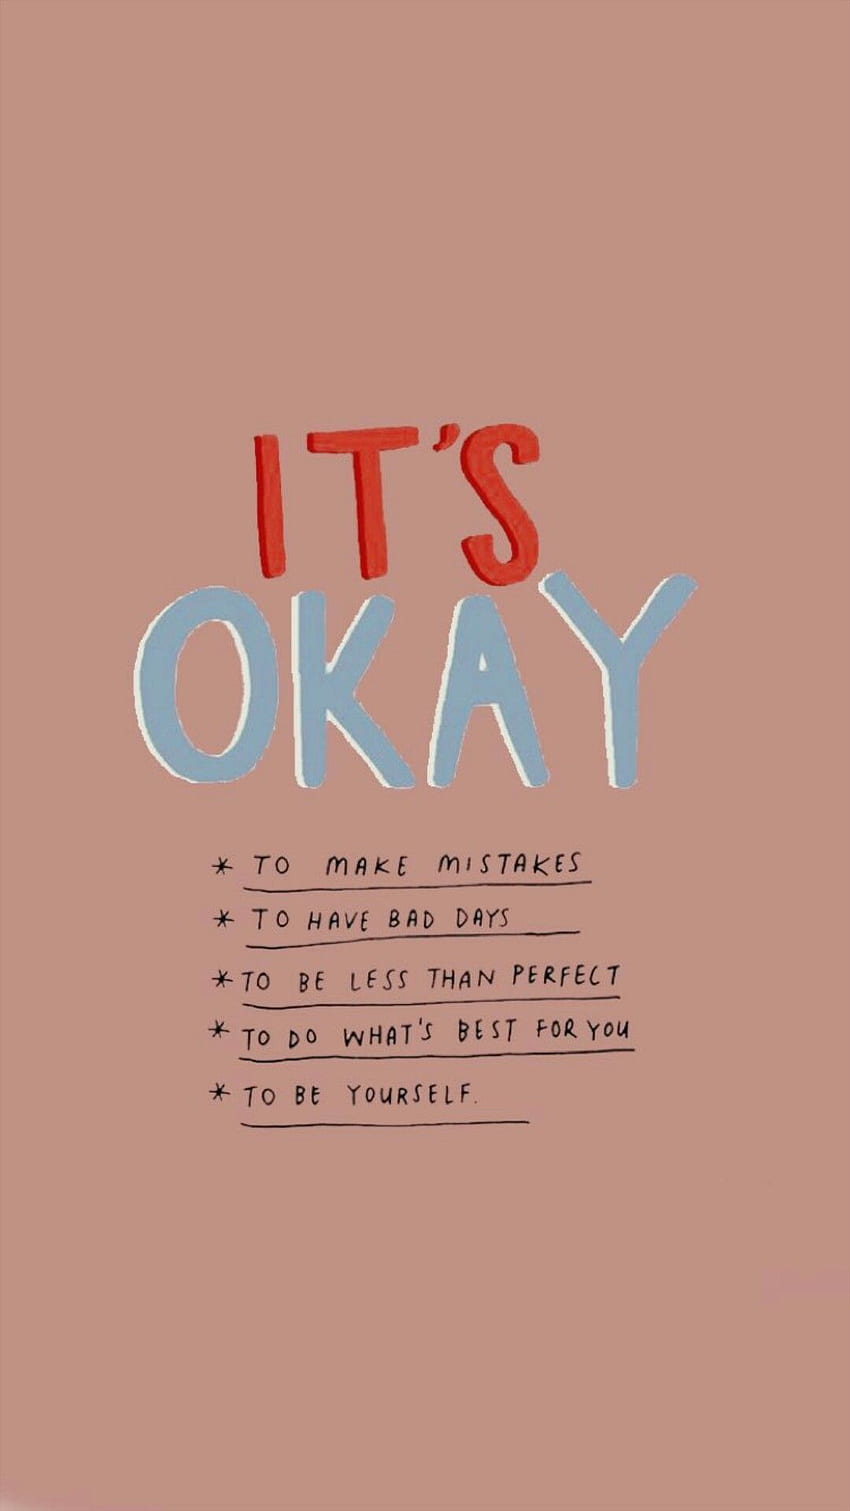 IT'S
OKAY
* TO MAKE MISTAKES
* TO HAVE BAD DAYS
* TO BE LESS THAN PERFECT
* TO DO WHAT'S BEST FOR YOU
* TO BE YOURSELF.